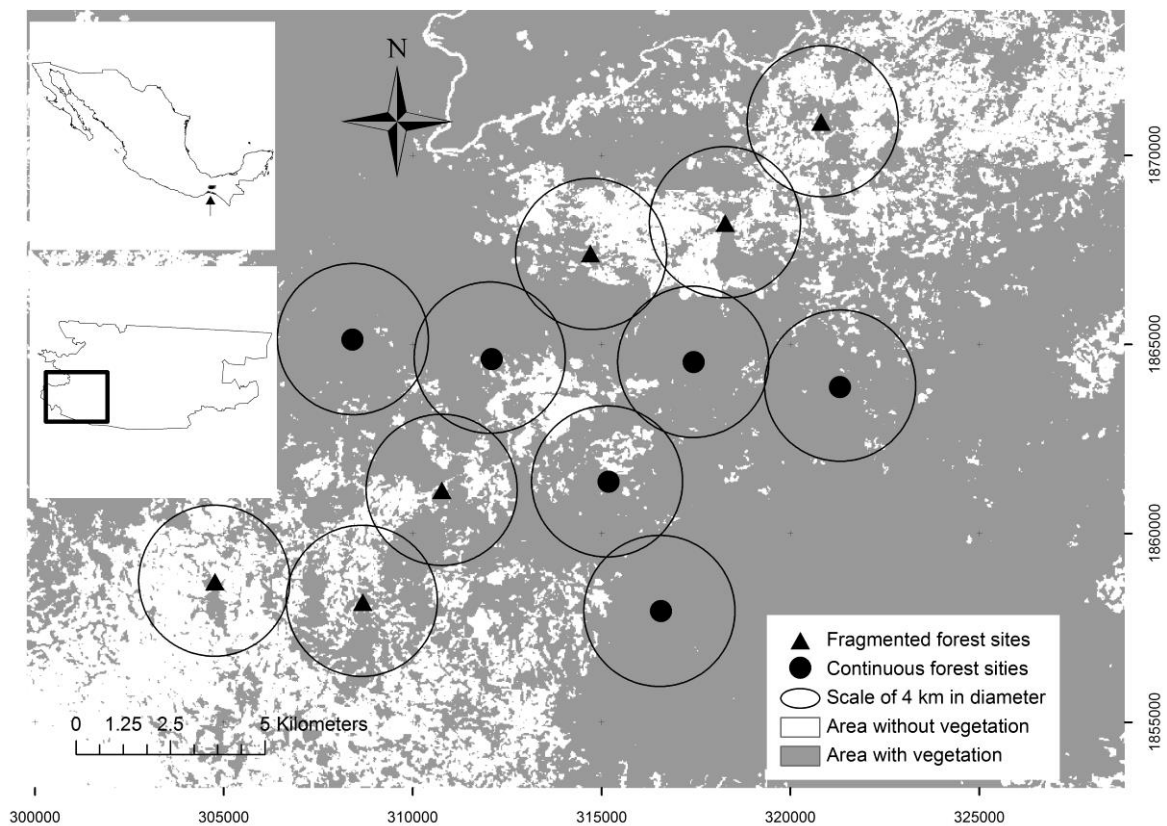 N
1870000
1865000
1860000
1855000
Fragmented forest sites
Continuous forest sites
Scale of 4 km in diameter
Area without vegetation
Area with vegetation
0 1.25 2.5 5 Kilometers
300000 305000 310000 315000 320000 325000